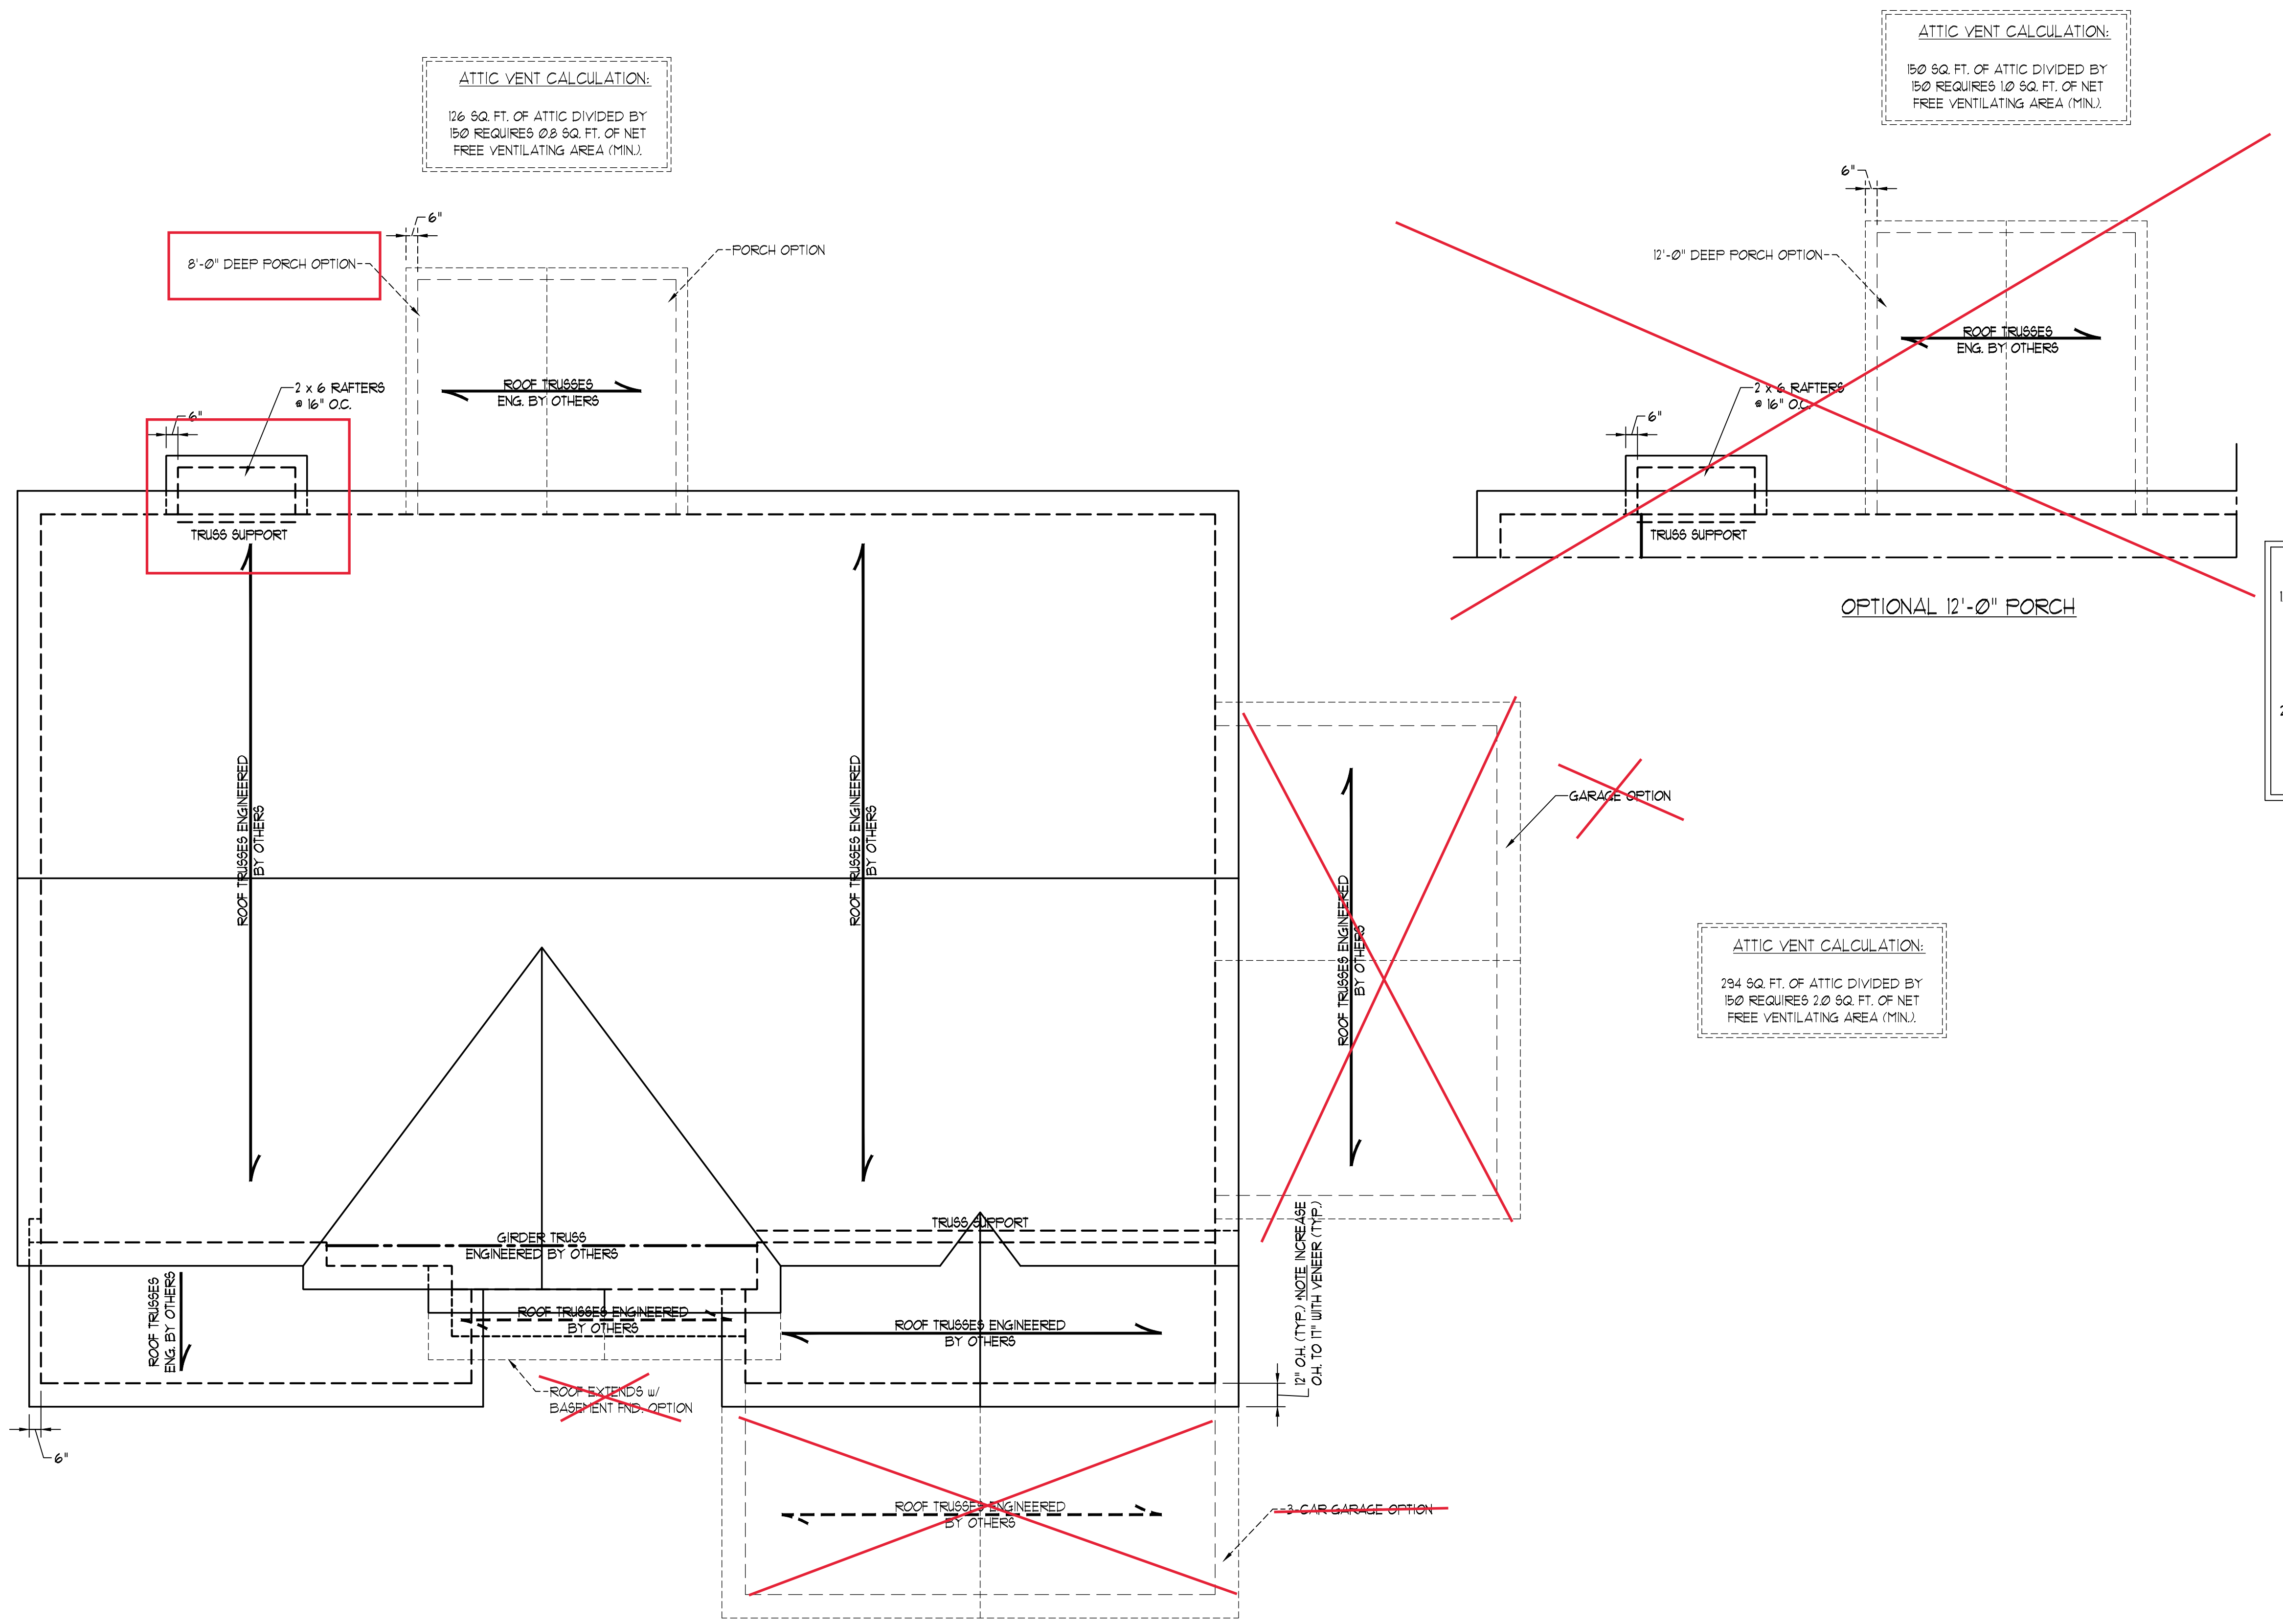 ATTIC VENT CALCULATION:
126 SQ. FT. OF ATTIC DIVIDED BY
150 REQUIRES 0.8 SQ. FT. OF NET
FREE VENTILATING AREA (MIN.).
ATTIC VENT CALCULATION:
150 SQ. FT. OF ATTIC DIVIDED BY
150 REQUIRES 1.0 SQ. FT. OF NET
FREE VENTILATING AREA (MIN.).
6"
8'-0" DEEP PORCH OPTION
PORCH OPTION
ROOF TRUSSES
ENG. BY OTHERS
2 x 6 RAFTERS
@ 16" O.C.
6"
TRUSS SUPPORT
6"
12'-0" DEEP PORCH OPTION
ROOF TRUSSES
ENG. BY OTHERS
2 x 6 RAFTERS
@ 16" O.C.
6"
TRUSS SUPPORT
OPTIONAL 12'-0" PORCH
1
2
ROOF TRUSSES ENGINEERED
BY OTHERS
ROOF TRUSSES ENGINEERED
BY OTHERS
GARAGE OPTION
ROOF TRUSSES ENGINEERED
BY OTHERS
ATTIC VENT CALCULATION:
294 SQ. FT. OF ATTIC DIVIDED BY
150 REQUIRES 2.0 SQ. FT. OF NET
FREE VENTILATING AREA (MIN.).
GIRDER TRUSS
ENGINEERED BY OTHERS
TRUSS SUPPORT
ROOF TRUSSES
ENG. BY OTHERS
ROOF TRUSSES ENGINEERED
BY OTHERS
ROOF TRUSSES ENGINEERED
BY OTHERS
12" O.H. (TYP.) *NOTE INCREASE
O.H. TO 17" WITH VENEER (TYP.)
ROOF EXTENDS w/
BASEMENT FND. OPTION
6"
ROOF TRUSSES ENGINEERED
BY OTHERS
3-CAR GARAGE OPTION